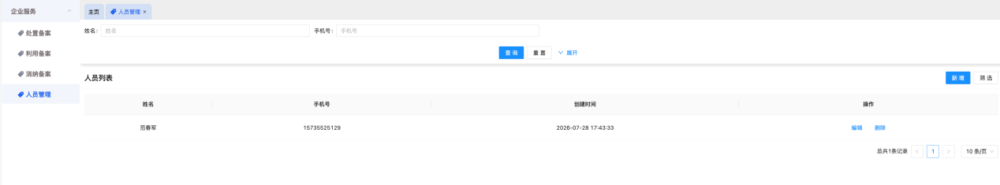 企业服务
主页 人员管理 ×
处置备案
利用备案
消纳备案
人员管理
姓名: 姓名 手机号: 手机号
查 询 重 置 展开
人员列表 新 增 筛 选
姓名 手机号 创建时间 操作
范春军 15735525129 2026-07-28 17:43:33 编辑 删除
总共1条记录 < 1 > 10 条/页